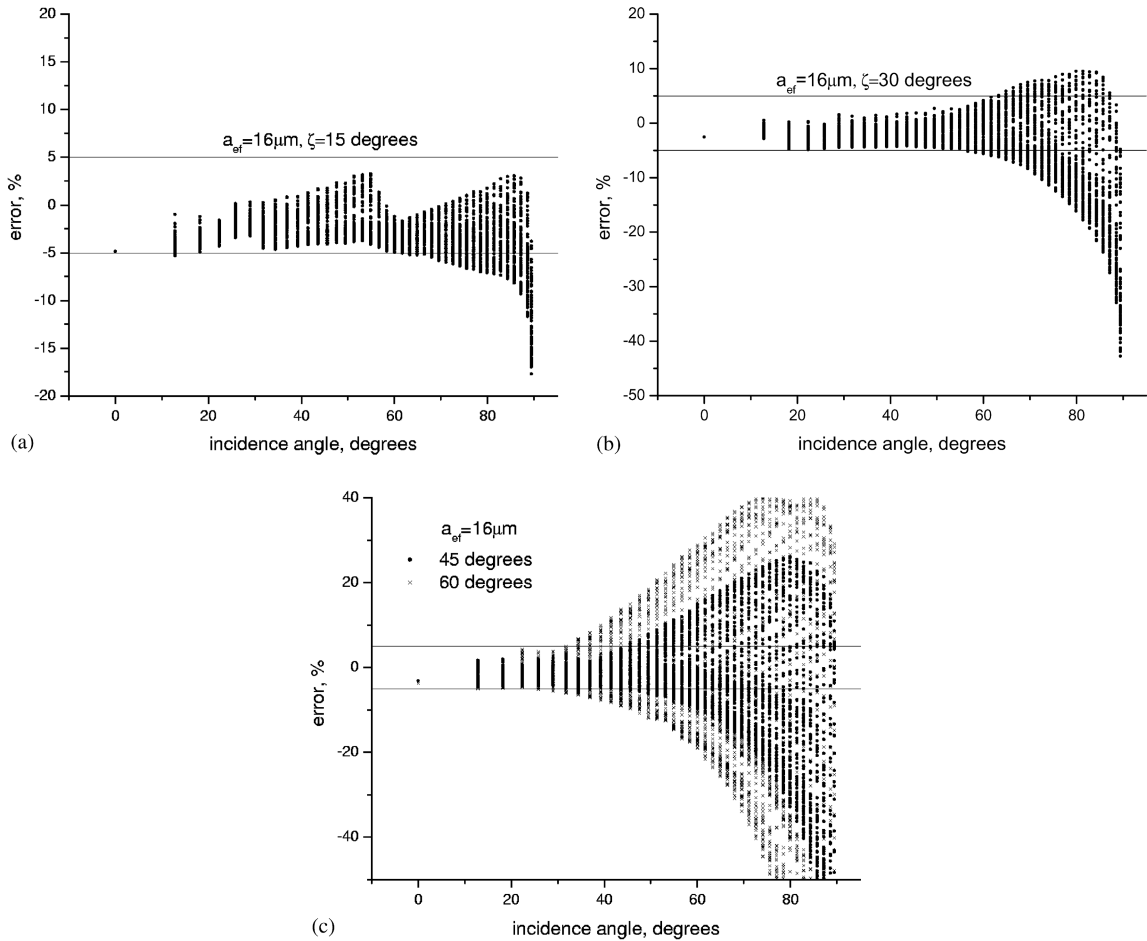 20
15
10
5
0
-5
-10
-15
-20
error, %
a_ef=16μm, ζ=15 degrees
0 20 40 60 80
incidence angle, degrees
(a)
20
10
0
-10
-20
-30
-40
-50
error, %
a_ef=16μm, ζ=30 degrees
0 20 40 60 80
incidence angle, degrees
(b)
40
20
0
-20
-40
error, %
a_ef=16μm
45 degrees
60 degrees
0 20 40 60 80
incidence angle, degrees
(c)